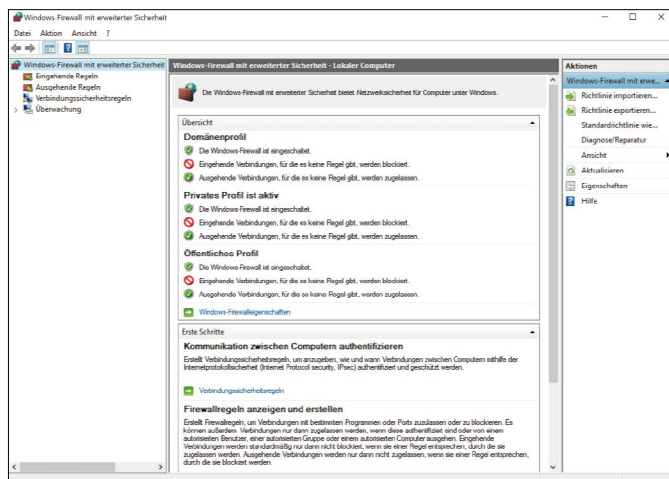 Windows-Firewall mit erweiterter Sicherheit
Datei Aktion Ansicht ?
Windows-Firewall mit erweiterter Sicherheit
Eingehende Regeln
Ausgehende Regeln
Verbindungssicherheitsregeln
Überwachung
Windows-Firewall mit erweiterter Sicherheit - Lokaler Computer
Die Windows-Firewall mit erweiterter Sicherheit bietet Netzwerksicherheit für Computer unter Windows.
Übersicht
Domänenprofil
Die Windows-Firewall ist eingeschaltet.
Eingehende Verbindungen, für die es keine Regel gibt, werden blockiert.
Ausgehende Verbindungen, für die es keine Regel gibt, werden zugelassen.
Privates Profil ist aktiv
Die Windows-Firewall ist eingeschaltet.
Eingehende Verbindungen, für die es keine Regel gibt, werden blockiert.
Ausgehende Verbindungen, für die es keine Regel gibt, werden zugelassen.
Öffentliches Profil
Die Windows-Firewall ist eingeschaltet.
Eingehende Verbindungen, für die es keine Regel gibt, werden blockiert.
Ausgehende Verbindungen, für die es keine Regel gibt, werden zugelassen.
Windows-Firewalleigenschaften
Erste Schritte
Kommunikation zwischen Computern authentifizieren
Erstellt Verbindungssicherheitsregeln, um anzugeben, wie und wann Verbindungen zwischen Computern mithilfe der
Internetprotokollsicherheit (Internet Protocol security, IPsec) authentifiziert und geschützt werden.
Verbindungssicherheitsregeln
Firewallregeln anzeigen und erstellen
Erstellt Firewallregeln, um Verbindungen mit bestimmten Programmen oder Ports zuzulassen oder zu blockieren. Es
können außerdem Verbindungen nur dann zugelassen werden, wenn diese authentifiziert sind oder von einem
autorisierten Benutzer, einer autorisierten Gruppe oder einem autorisierten Computer ausgehen. Eingehende
Verbindungen werden standardmäßig nur dann nicht blockiert, wenn sie einer Regel entsprechen, durch die sie
zugelassen werden. Ausgehende Verbindungen werden nur dann nicht zugelassen, wenn sie einer Regel entsprechen,
durch die sie blockiert werden.
Aktionen
Windows-Firewall mit erwe...
Richtlinie importieren...
Richtlinie exportieren...
Standardrichtlinie wie...
Diagnose/Reparatur
Ansicht
Aktualisieren
Eigenschaften
Hilfe